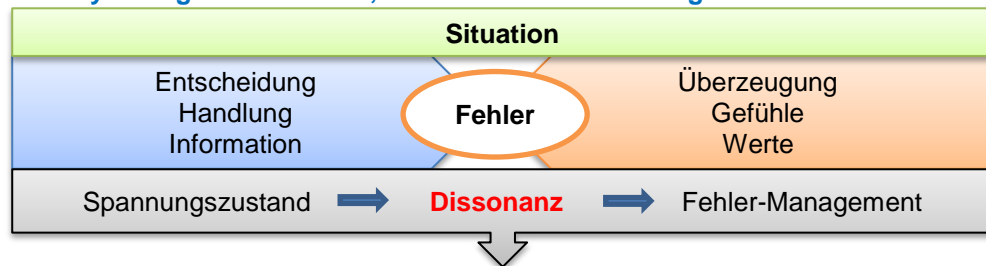 Situation
Entscheidung
Handlung
Information
Fehler
Überzeugung
Gefühle
Werte
Spannungszustand Dissonanz Fehler-Management